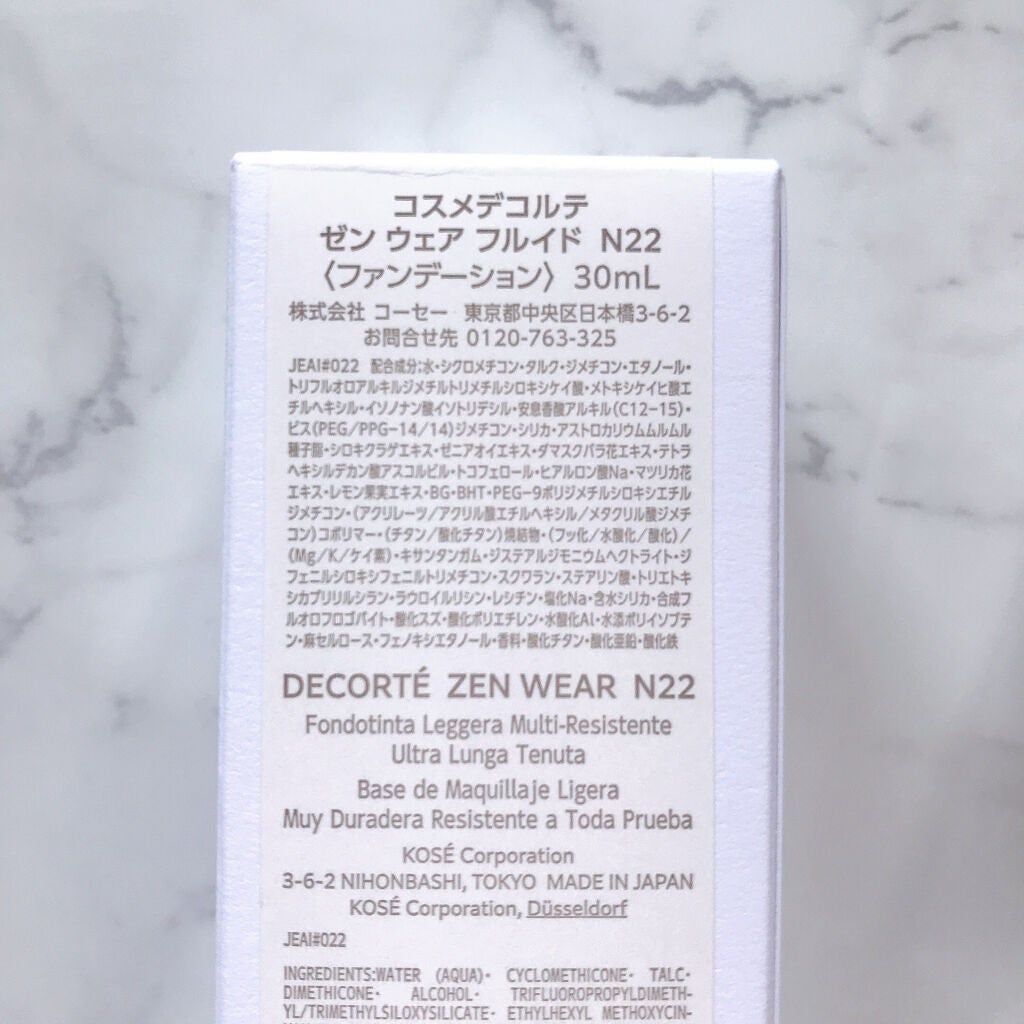 コスメデコルテ
ゼン ウェア フルイド N22
〈ファンデーション〉 30mL
株式会社 コーセー 東京都中央区日本橋3-6-2
お問合せ先 0120-763-325
JEAI#022 配合成分:水・シクロメチコン・タルク・ジメチコン・エタノール・
トリフルオロアルキルジメチルトリメチルシロキシケイ酸・メトキシケイヒ酸エ
チルヘキシル・イソノナン酸イソトリデシル・安息香酸アルキル(C12-15)・
ビス(PEG/PPG-14/14)ジメチコン・シリカ・アストロカリウムムルムル
種子脂・シロキクラゲエキス・ゼニアオイエキス・ダマスクバラ花エキス・テトラ
ヘキシルデカン酸アスコルビル・トコフェロール・ヒアルロン酸Na・マツリカ花
エキス・レモン果実エキス・BG・BHT・PEG-9ポリジメチルシロキシエチル
ジメチコン・(アクリレーツ/アクリル酸エチルヘキシル/メタクリル酸ジメチ
コン)コポリマー・(チタン/酸化チタン)焼結物・(フッ化/水酸化/酸化)/
(Mg/K/ケイ素)・キサンタンガム・ジステアルジモニウムヘクトライト・ジ
フェニルシロキシフェニルトリメチコン・スクワラン・ステアリン酸・トリエトキ
シカプリリルシラン・ラウロイルリシン・レシチン・塩化Na・含水シリカ・合成フ
ルオロフロゴパイト・酸化スズ・酸化ポリエチレン・水酸化Al・水添ポリイソブテ
ン・麻セルロース・フェノキシエタノール・香料・酸化チタン・酸化亜鉛・酸化鉄
DECORTÉ ZEN WEAR N22
Fondotinta Leggera Multi-Resistente
Ultra Lunga Tenuta
Base de Maquillaje Ligera
Muy Duradera Resistente a Toda Prueba
KOSÉ Corporation
3-6-2 NIHONBASHI, TOKYO MADE IN JAPAN
KOSÉ Corporation, Düsseldorf
JEAI#022
INGREDIENTS:WATER (AQUA)・ CYCLOMETHICONE・ TALC・
DIMETHICONE・ ALCOHOL・ TRIFLUOROPROPYLDIMETH-
YL/TRIMETHYLSILOXYSILICATE・ ETHYLHEXYL METHOXYCIN-